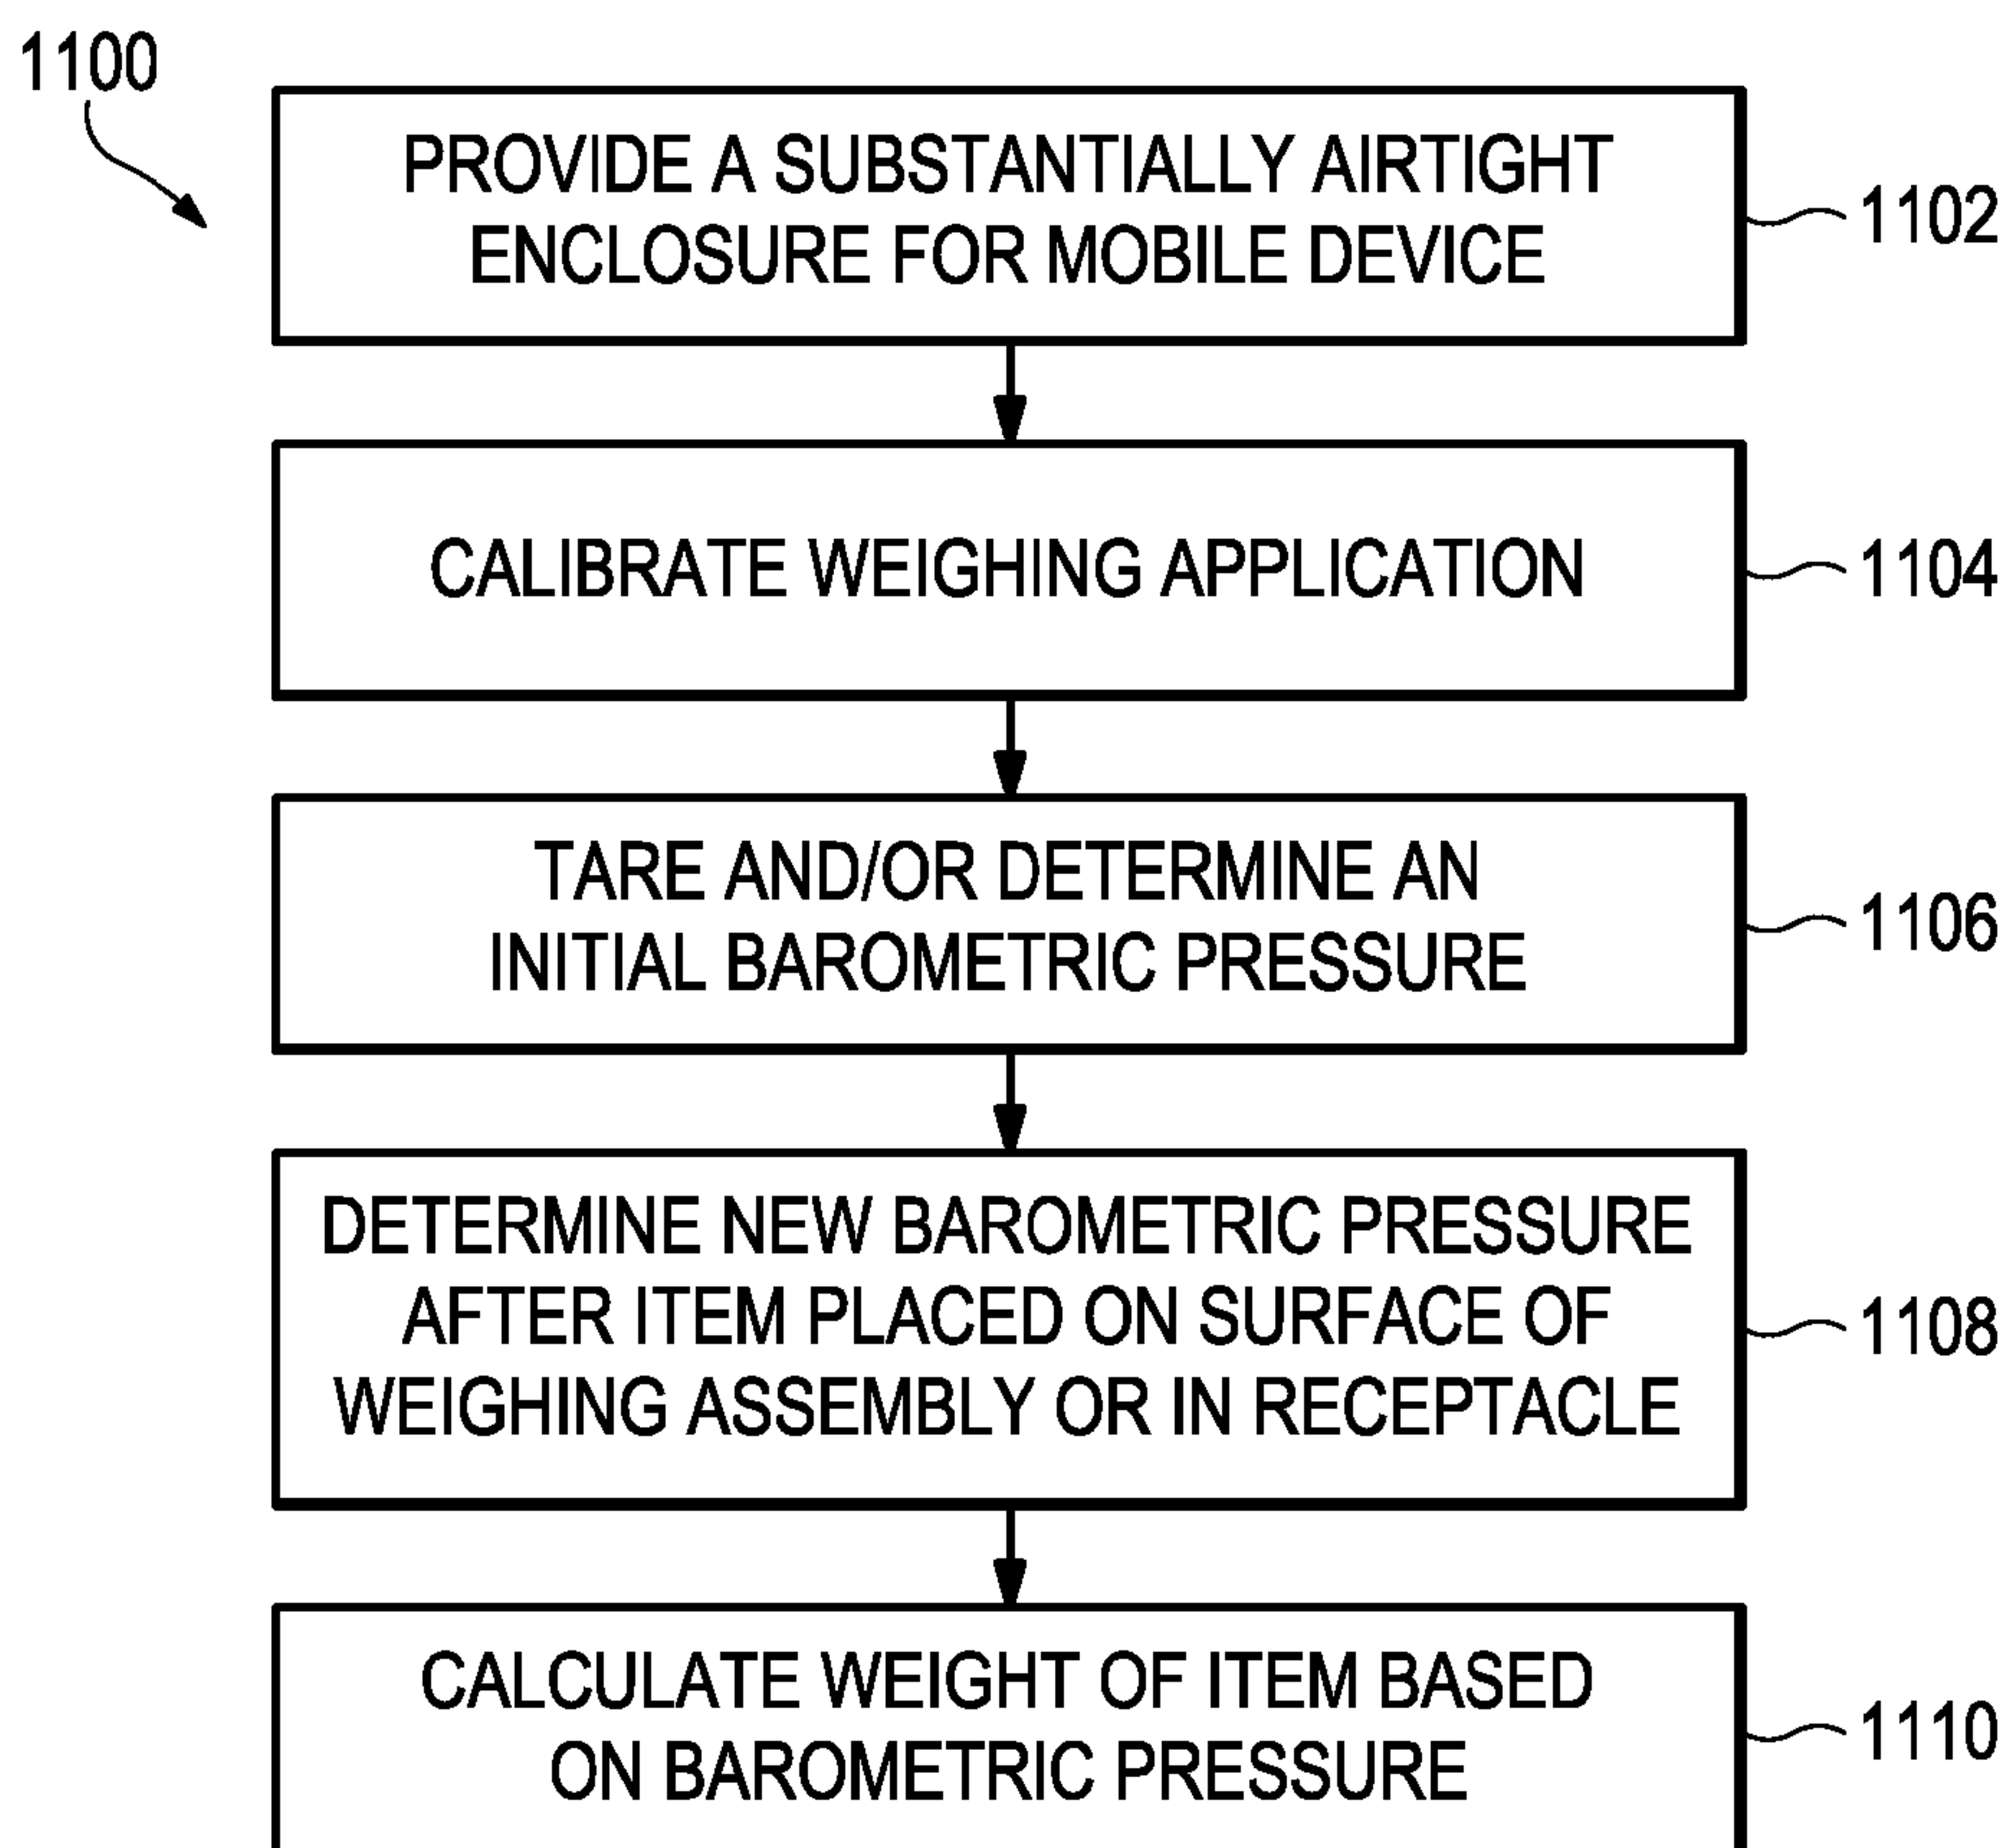 1100
PROVIDE A SUBSTANTIALLY AIRTIGHT
ENCLOSURE FOR MOBILE DEVICE
1102
CALIBRATE WEIGHING APPLICATION
1104
TARE AND/OR DETERMINE AN
INITIAL BAROMETRIC PRESSURE
1106
DETERMINE NEW BAROMETRIC PRESSURE
AFTER ITEM PLACED ON SURFACE OF
WEIGHING ASSEMBLY OR IN RECEPTACLE
1108
CALCULATE WEIGHT OF ITEM BASED
ON BAROMETRIC PRESSURE
1110